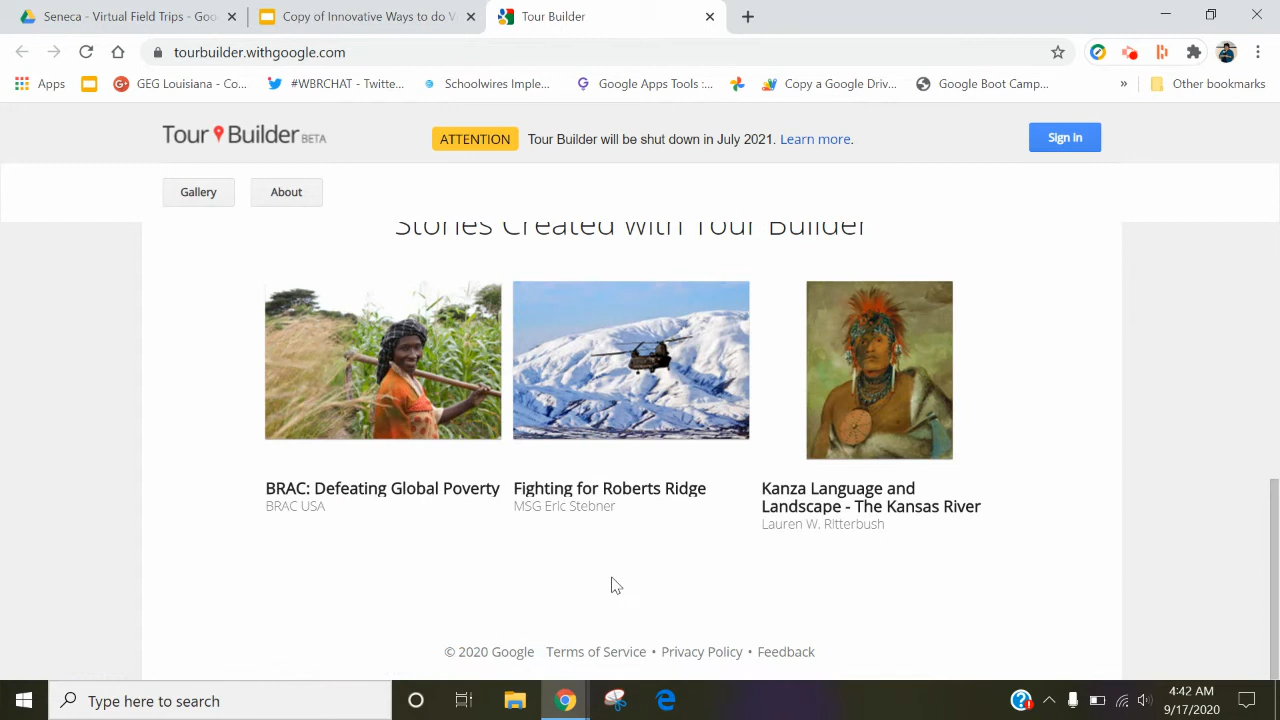 Seneca - Virtual Field Trips - Goo
Copy of Innovative Ways to do V
Tour Builder
tourbuilder.withgoogle.com
Apps
GEG Louisiana - Co...
#WBRCHAT - Twitte...
Schoolwires Imple...
Google Apps Tools :...
Copy a Google Driv...
Google Boot Camp...
»
Other bookmarks
Tour Builder BETA
ATTENTION
Tour Builder will be shut down in July 2021. Learn more.
Sign in
Gallery
About
Stories Created with Tour Builder
BRAC: Defeating Global Poverty
BRAC USA
Fighting for Roberts Ridge
MSG Eric Stebner
Kanza Language and
Landscape - The Kansas River
Lauren W. Ritterbush
© 2020 Google Terms of Service • Privacy Policy • Feedback
Type here to search
4:42 AM
9/17/2020